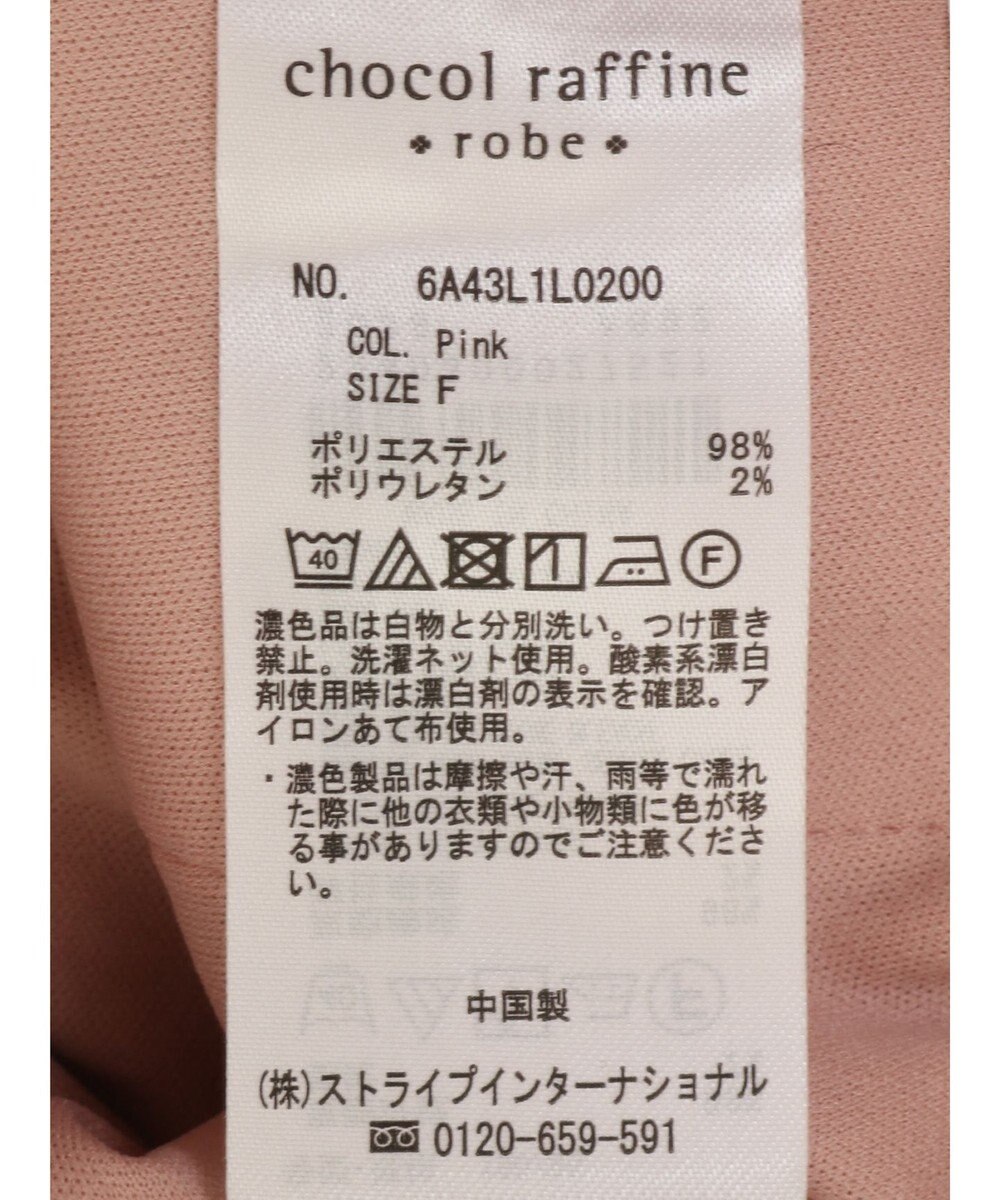 chocol raffine
robe
NO. 6A43L1L0200
COL. Pink
SIZE F
ポリエステル 98%
ポリウレタン 2%
40 F
濃色品は白物と分別洗い。つけ置き
禁止。洗濯ネット使用。酸素系漂白
剤使用時は漂白剤の表示を確認。ア
イロンあて布使用。
・濃色製品は摩擦や汗、雨等で濡れ
た際に他の衣類や小物類に色が移
る事がありますのでご注意くださ
い。
中国製
(株)ストライプインターナショナル
0120-659-591